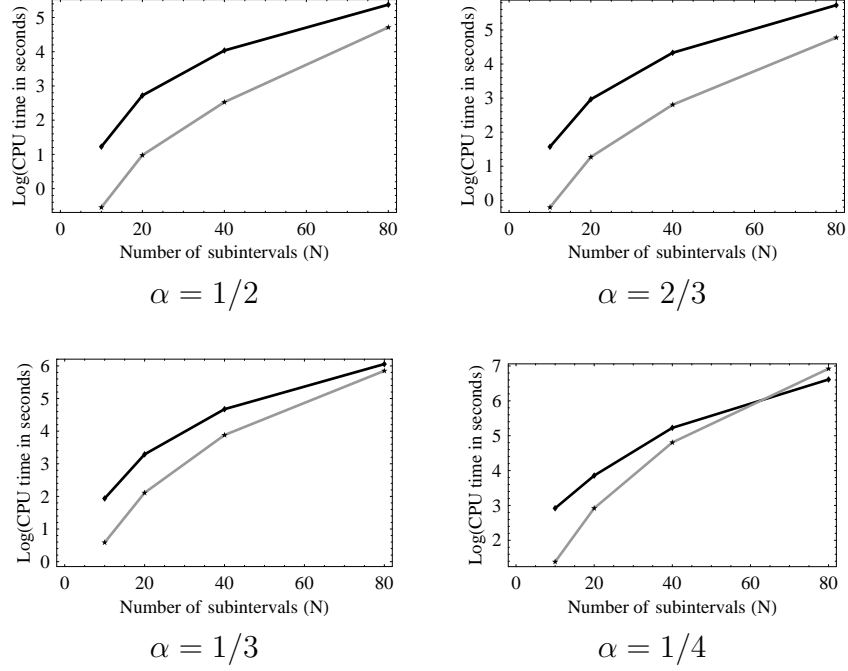 Log(CPU time in seconds)
5
4
3
2
1
0
0 20 40 60 80
Number of subintervals (N)
α = 1/2
Log(CPU time in seconds)
5
4
3
2
1
0
0 20 40 60 80
Number of subintervals (N)
α = 2/3
Log(CPU time in seconds)
6
5
4
3
2
1
0
0 20 40 60 80
Number of subintervals (N)
α = 1/3
Log(CPU time in seconds)
7
6
5
4
3
2
0 20 40 60 80
Number of subintervals (N)
α = 1/4